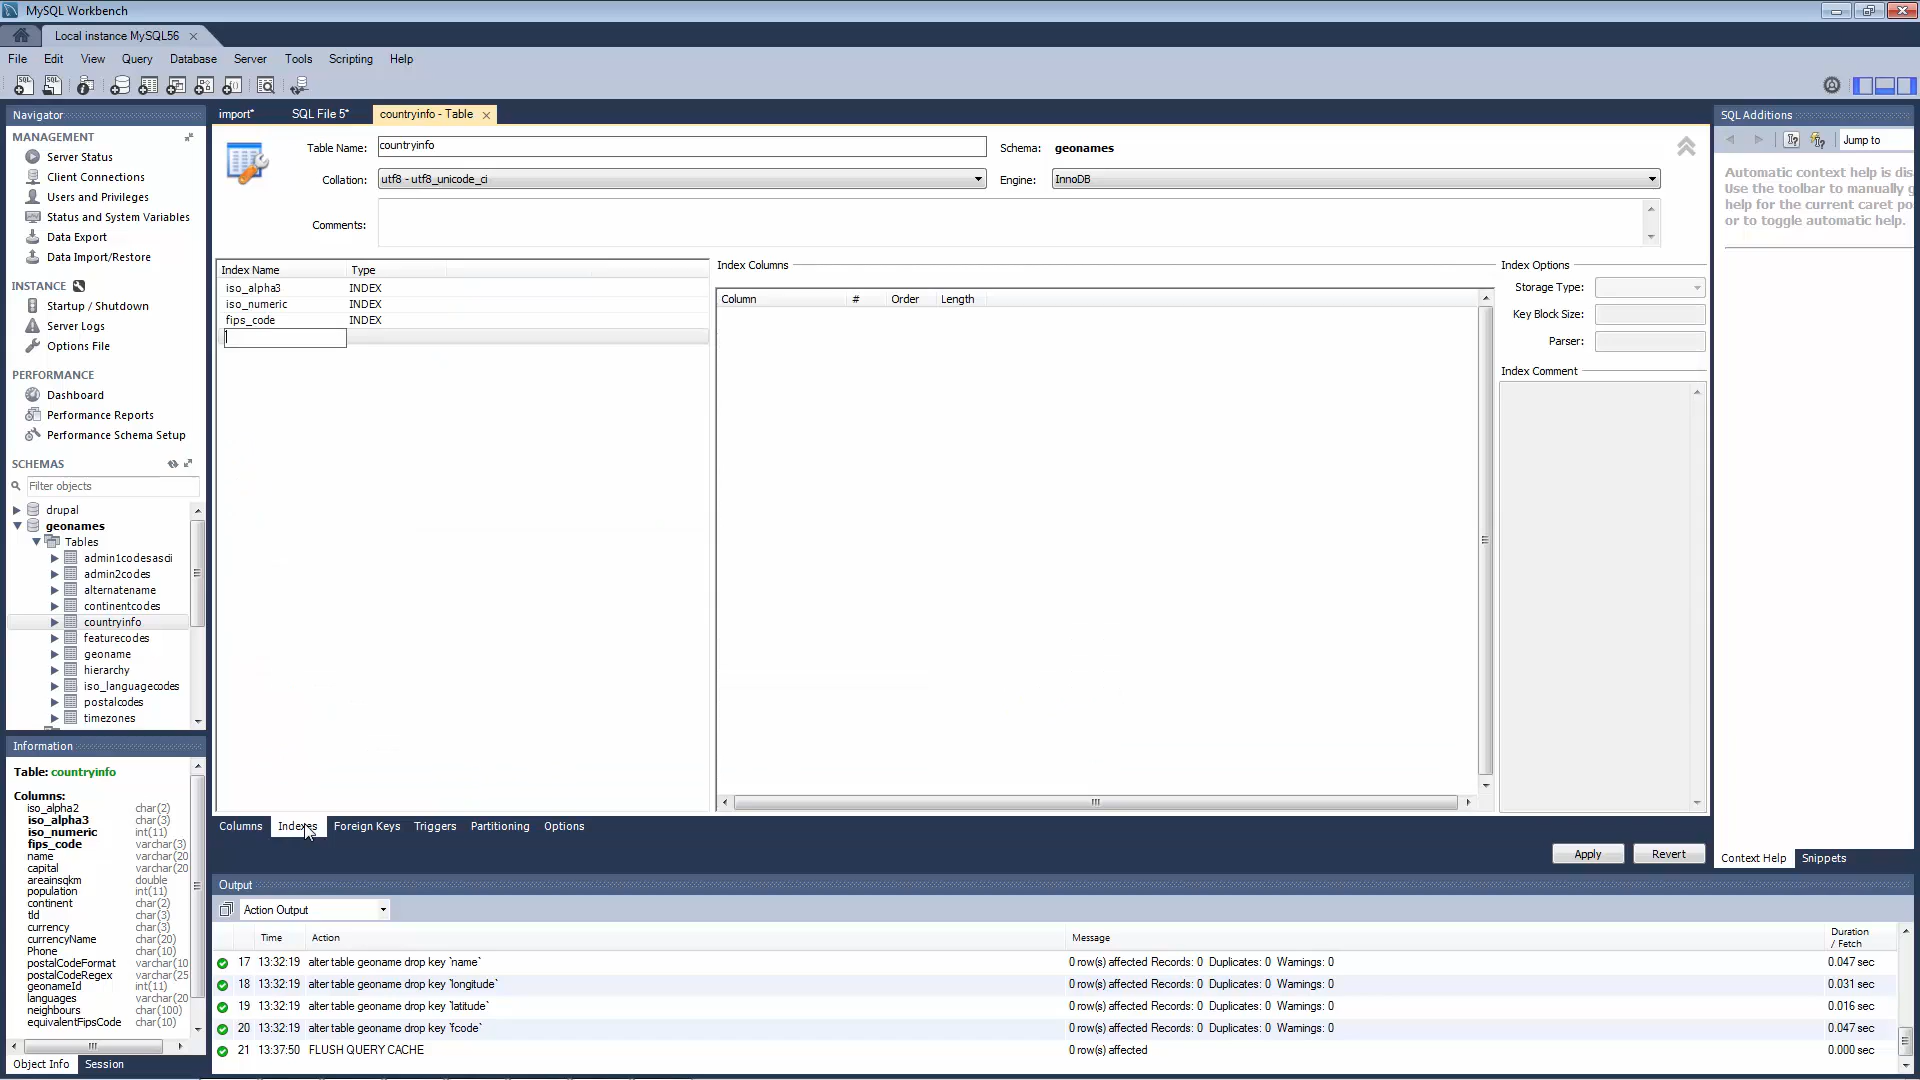 MySQL Workbench
Local instance MySQL56
File Edit View Query Database Server Tools Scripting Help
Navigator
import* SQL File 5* countryinfo - Table
SQL Additions
MANAGEMENT
Server Status
Client Connections
Users and Privileges
Status and System Variables
Data Export
Data Import/Restore
INSTANCE
Startup / Shutdown
Server Logs
Options File
PERFORMANCE
Dashboard
Performance Reports
Performance Schema Setup
SCHEMAS
Filter objects
drupal
geonames
Tables
admin1codesascii
admin2codes
alternatename
continentcodes
countryinfo
featurecodes
geoname
hierarchy
iso_languagecodes
postalcodes
timezones
Information
Table: countryinfo
Columns:
iso_alpha2 char(2)
iso_alpha3 char(3)
iso_numeric int(11)
fips_code varchar(3)
name varchar(20
capital varchar(20
areainsqkm double
population int(11)
continent char(2)
tld char(3)
currency char(3)
currencyName char(20)
Phone char(10)
postalCodeFormat varchar(10
postalCodeRegex varchar(25
geonameId int(11)
languages varchar(20
neighbours char(100)
equivalentFipsCode char(10)
Object Info Session
Table Name: countryinfo Schema: geonames
Collation: utf8 - utf8_unicode_ci Engine: InnoDB
Comments:
Index Name Type
iso_alpha3 INDEX
iso_numeric INDEX
fips_code INDEX
Index Columns
Column # Order Length
Index Options
Storage Type:
Key Block Size:
Parser:
Index Comment
Columns Indexes Foreign Keys Triggers Partitioning Options
Apply Revert
Jump to
Automatic context help is dis
Use the toolbar to manually g
help for the current caret po
or to toggle automatic help.
Context Help Snippets
Output
Action Output
Time Action Message Duration / Fetch
17 13:32:19 alter table geoname drop key `name` 0 row(s) affected Records: 0 Duplicates: 0 Warnings: 0 0.047 sec
18 13:32:19 alter table geoname drop key `longitude` 0 row(s) affected Records: 0 Duplicates: 0 Warnings: 0 0.031 sec
19 13:32:19 alter table geoname drop key `latitude` 0 row(s) affected Records: 0 Duplicates: 0 Warnings: 0 0.016 sec
20 13:32:19 alter table geoname drop key `fcode` 0 row(s) affected Records: 0 Duplicates: 0 Warnings: 0 0.047 sec
21 13:37:50 FLUSH QUERY CACHE 0 row(s) affected 0.000 sec